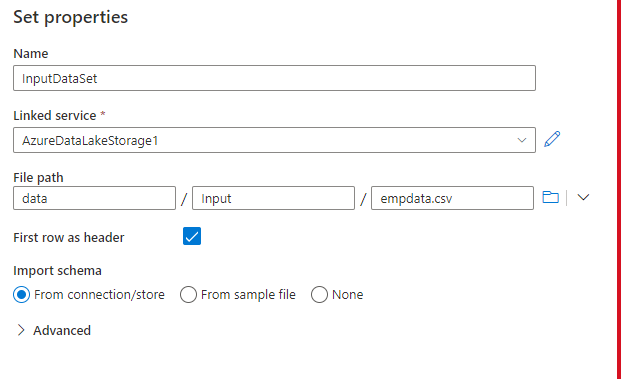 Set properties
Name
InputDataSet
Linked service *
AzureDataLakeStorage1
File path
data / Input / empdata.csv
First row as header
Import schema
From connection/store From sample file None
Advanced